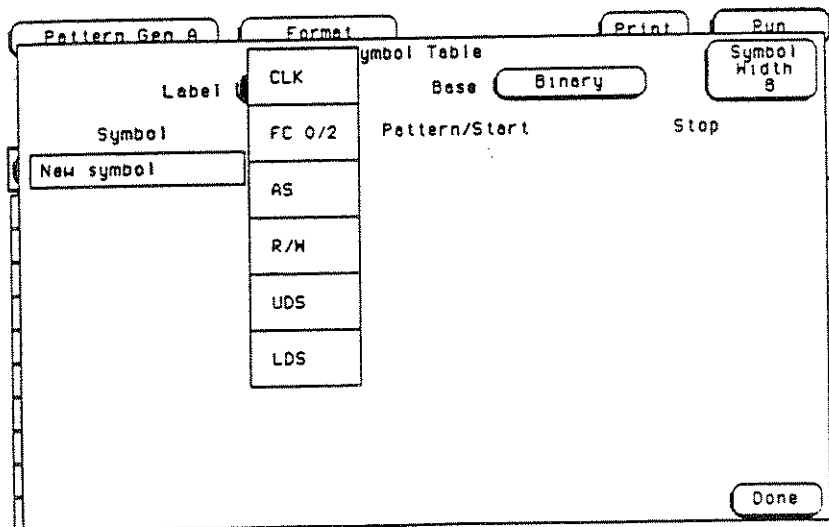 Pattern Gen A Format Print Run
ymbol Table
Label Base Binary Symbol Width 8
Symbol Pattern/Start Stop
New symbol
CLK
FC 0/2
AS
R/W
UDS
LDS
Done